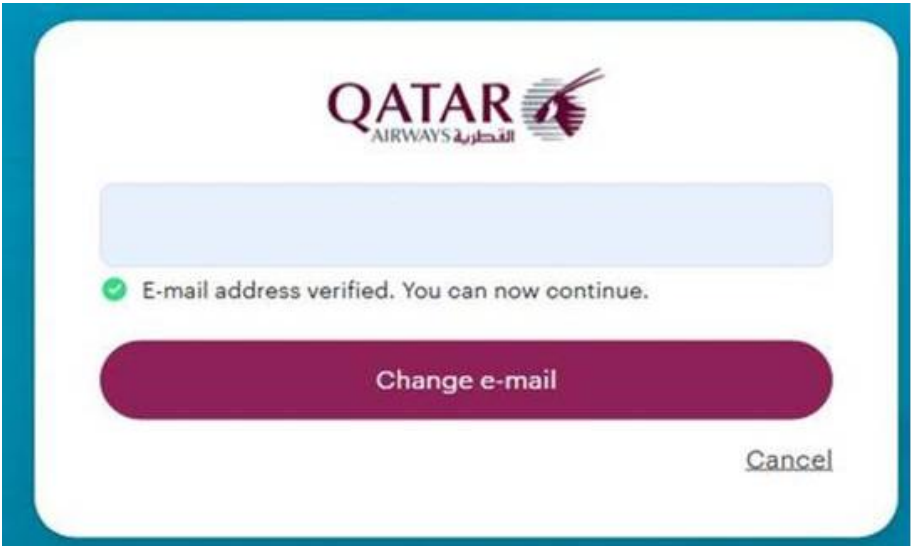 QATAR
AIRWAYS القطرية
E-mail address verified. You can now continue.
Change e-mail
Cancel